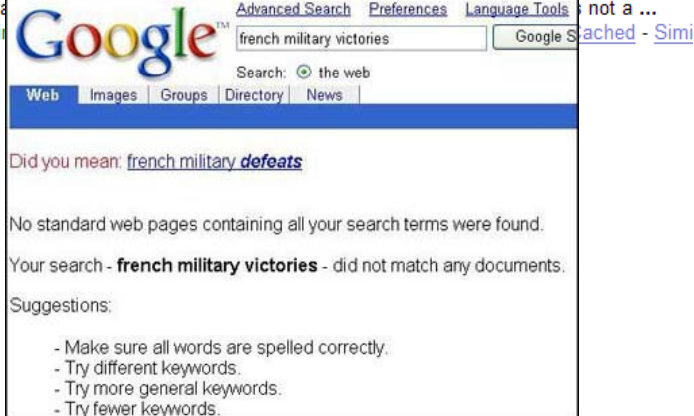 Advanced Search Preferences Language Tools not a ...
Google™ french military victories Google S ached - Simi
Search: the web
Web Images Groups Directory News
Did you mean: french military defeats
No standard web pages containing all your search terms were found.
Your search - french military victories - did not match any documents.
Suggestions:
- Make sure all words are spelled correctly.
- Try different keywords.
- Try more general keywords.
- Try fewer keywords.